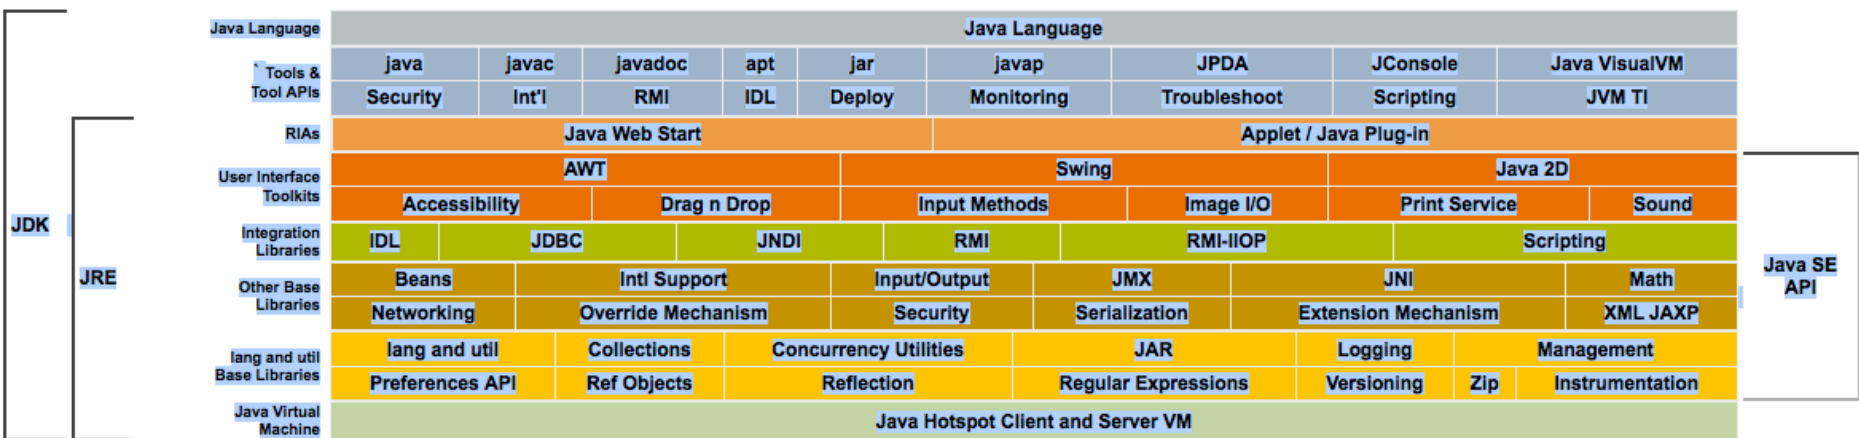 Java Language Java Language
java javac javadoc apt jar javap JPDA JConsole Java VisualVM
` Tools &
Tool APIs
Security Int'l RMI IDL Deploy Monitoring Troubleshoot Scripting JVM TI
RIAs Java Web Start Applet / Java Plug-in
AWT Swing Java 2D
User Interface
Toolkits
Accessibility Drag n Drop Input Methods Image I/O Print Service Sound
JDK
Integration
Libraries
IDL JDBC JNDI RMI RMI-IIOP Scripting
JRE
Beans Intl Support Input/Output JMX JNI Math
Other Base
Libraries
Networking Override Mechanism Security Serialization Extension Mechanism XML JAXP
Java SE
API
lang and util Collections Concurrency Utilities JAR Logging Management
lang and util
Base Libraries
Preferences API Ref Objects Reflection Regular Expressions Versioning Zip Instrumentation
Java Virtual
Machine
Java Hotspot Client and Server VM